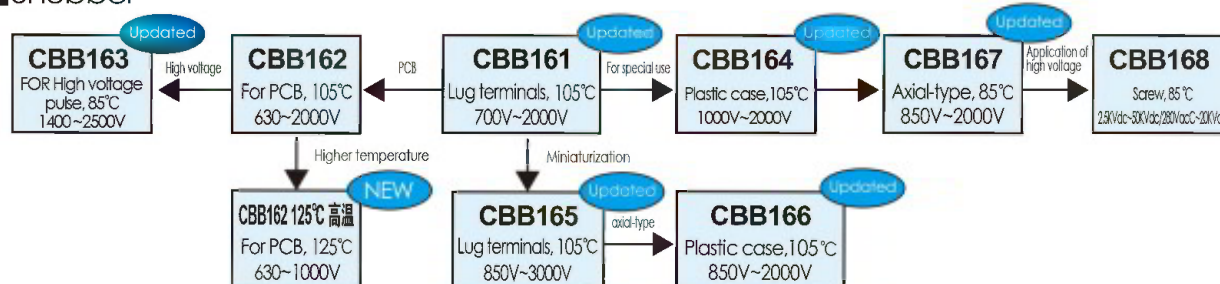 snubber
Updated
CBB163
FOR High voltage
pulse, 85℃
1400~2500V
High voltage
CBB162
For PCB, 105℃
630~2000V
PCB
CBB161
Updated
Lug terminals, 105℃
700V~2000V
For special use
CBB164
Updated
Plastic case,105℃
1000V~2000V
CBB167
Updated
Axial-type, 85℃
850V~2000V
Application of
high voltage
CBB168
Screw, 85℃
Higher temperature
NEW
CBB162 125℃ 高温
For PCB, 125℃
630~1000V
Miniaturization
Updated
CBB165
Lug terminals, 105℃
850V~3000V
axial-type
Updated
CBB166
Plastic case,105℃
850V~2000V